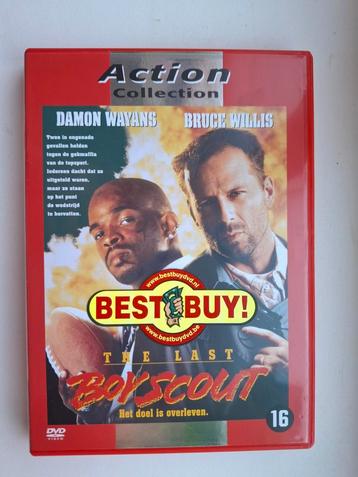 Action
Collection
DAMON WAYANS
BRUCE WILLIS
Twee in ongenade
gevallen helden
tegen de gokmaffia
van de topsport.
Iedereen dacht dat ze
uitgeteld waren,
maar ze staan
op het punt
de wedstrijd
te hervatten.
www.bestbuydvd.nl
BEST BUY!
www.bestbuydvd.be
THE LAST
BOYSCOUT
Het doel is overleven.
DVD
VIDEO
16